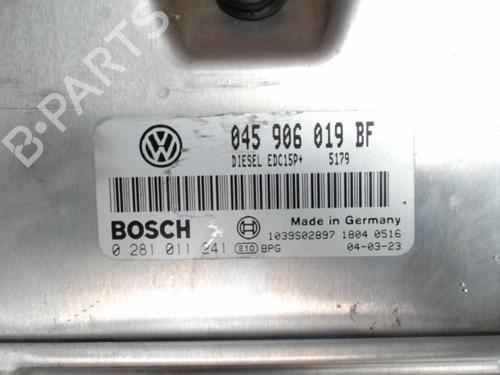 B-PARTS
045 906 019 BF
DIESEL EDC15P+ 5179
BOSCH
Made in Germany
0 281 011 241 810 BPG
1039S02897 1804 0516
04-03-23